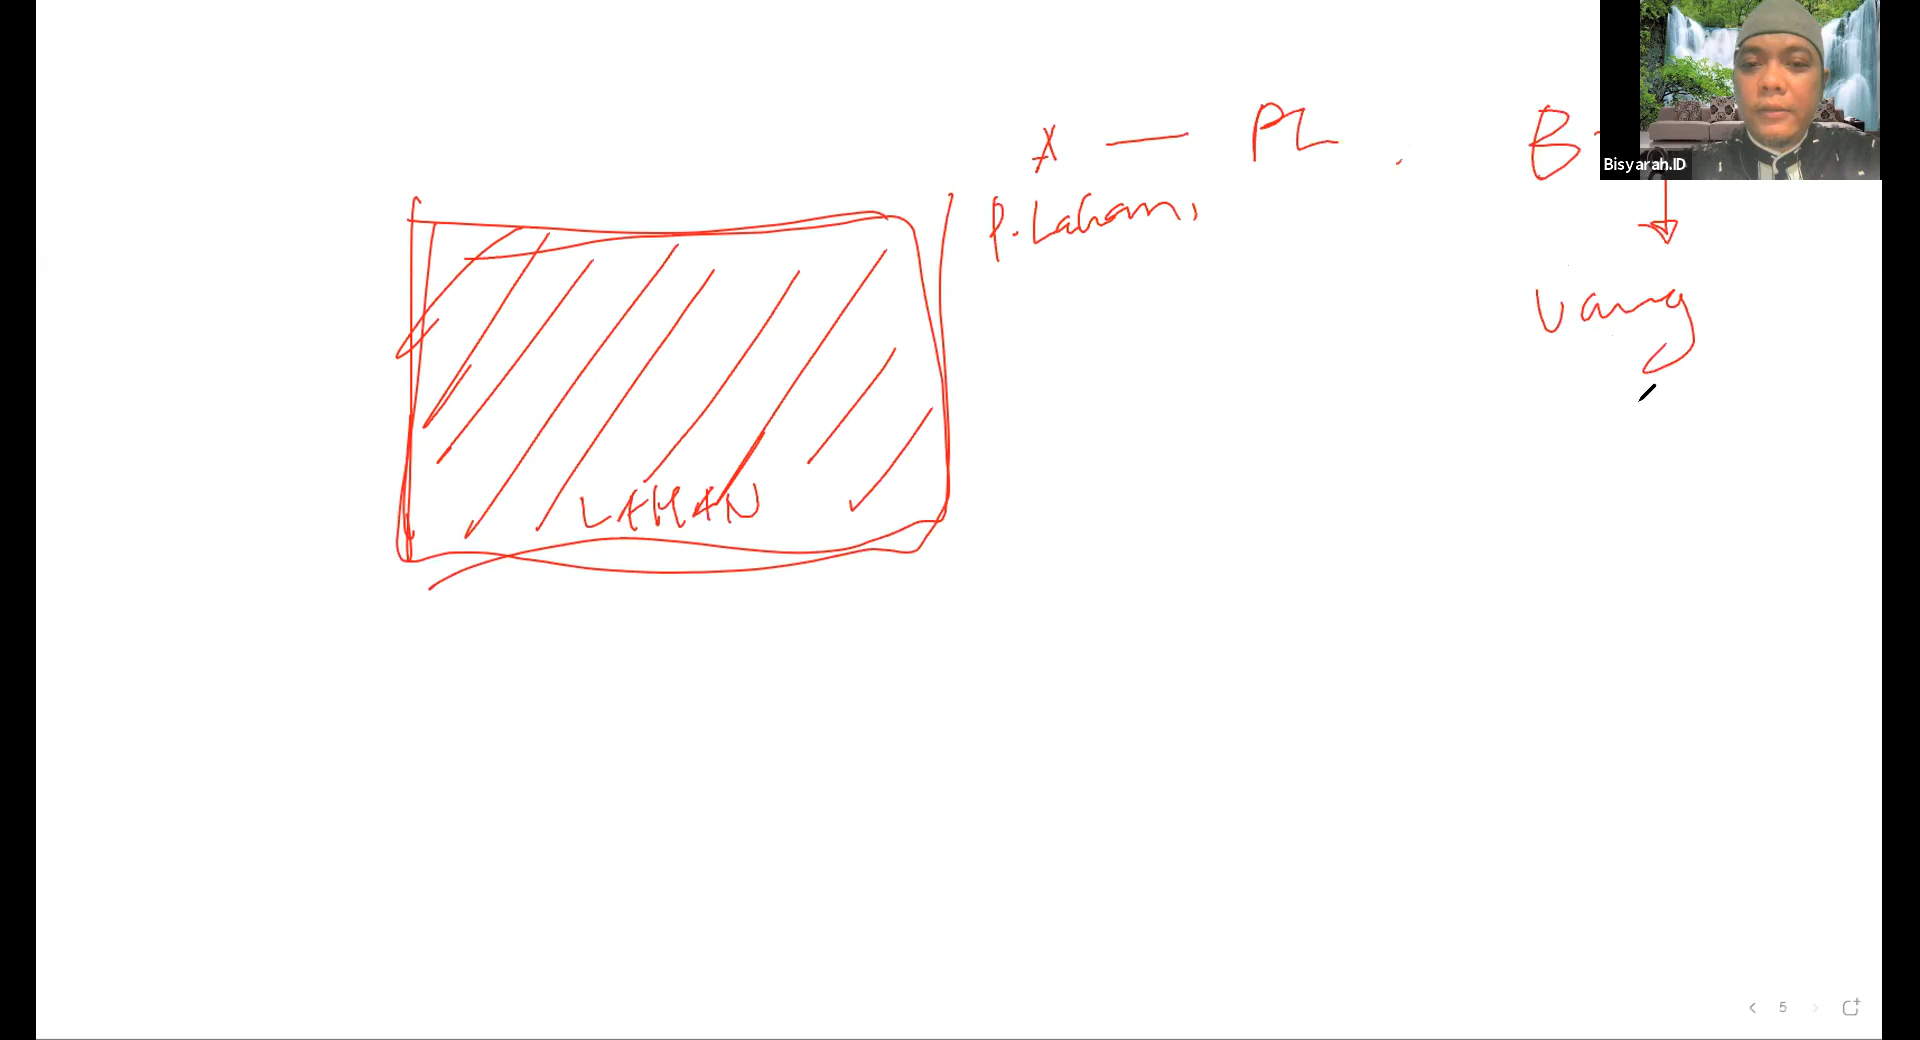 A — PL . B
Bisyarah.ID
P. Lahan,
Uang
LAHAN
5